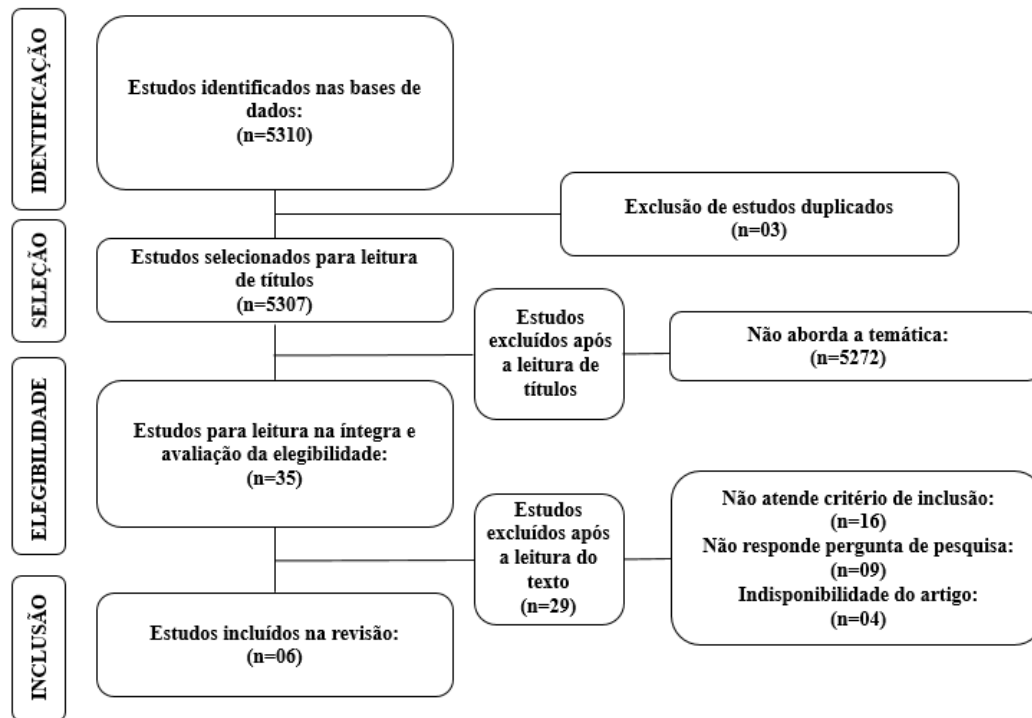 IDENTIFICAÇÃO
Estudos identificados nas bases de
dados:
(n=5310)
Exclusão de estudos duplicados
(n=03)
SELEÇÃO
Estudos selecionados para leitura
de títulos
(n=5307)
Estudos
excluídos após
a leitura de
títulos
Não aborda a temática:
(n=5272)
ELEGIBILIDADE
Estudos para leitura na íntegra e
avaliação da elegibilidade:
(n=35)
Estudos
excluídos após
a leitura do
texto
(n=29)
Não atende critério de inclusão:
(n=16)
Não responde pergunta de pesquisa:
(n=09)
Indisponibilidade do artigo:
(n=04)
INCLUSÃO
Estudos incluídos na revisão:
(n=06)